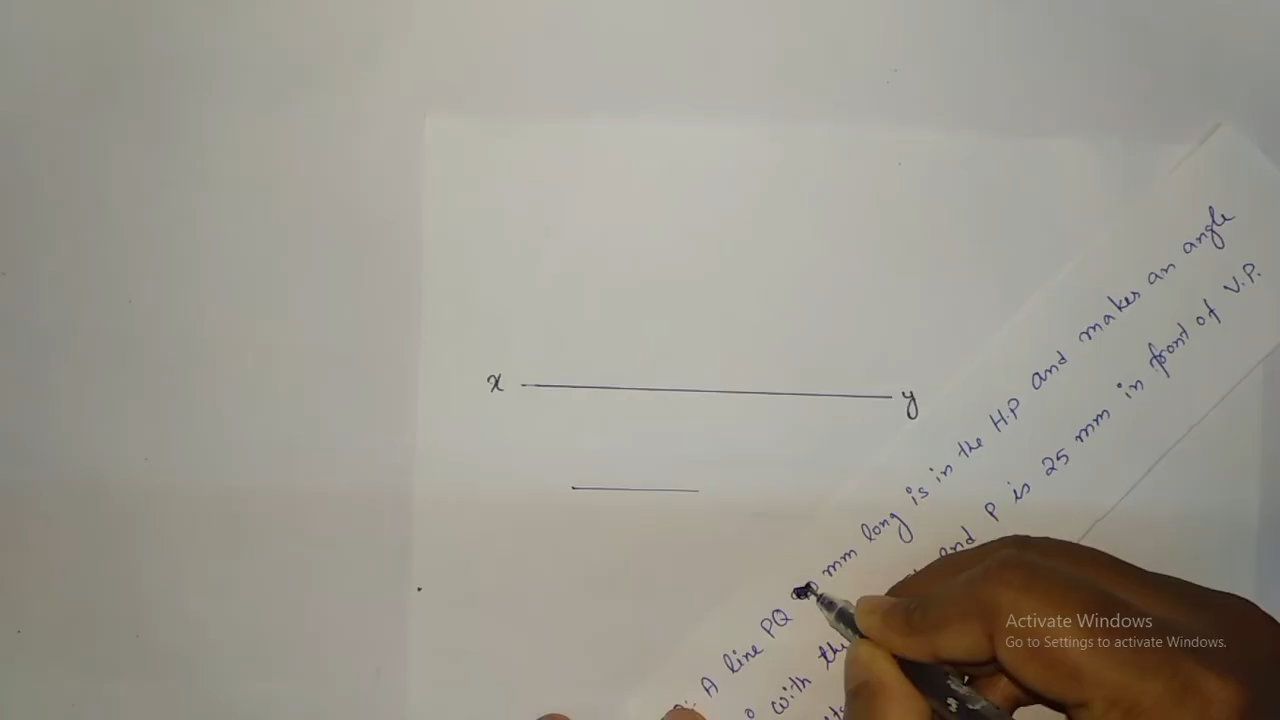 x y
: A line PQ mm long is in the H.P and makes an angle
with the and P is 25 mm in front of V.P.
Activate Windows
Go to Settings to activate Windows.